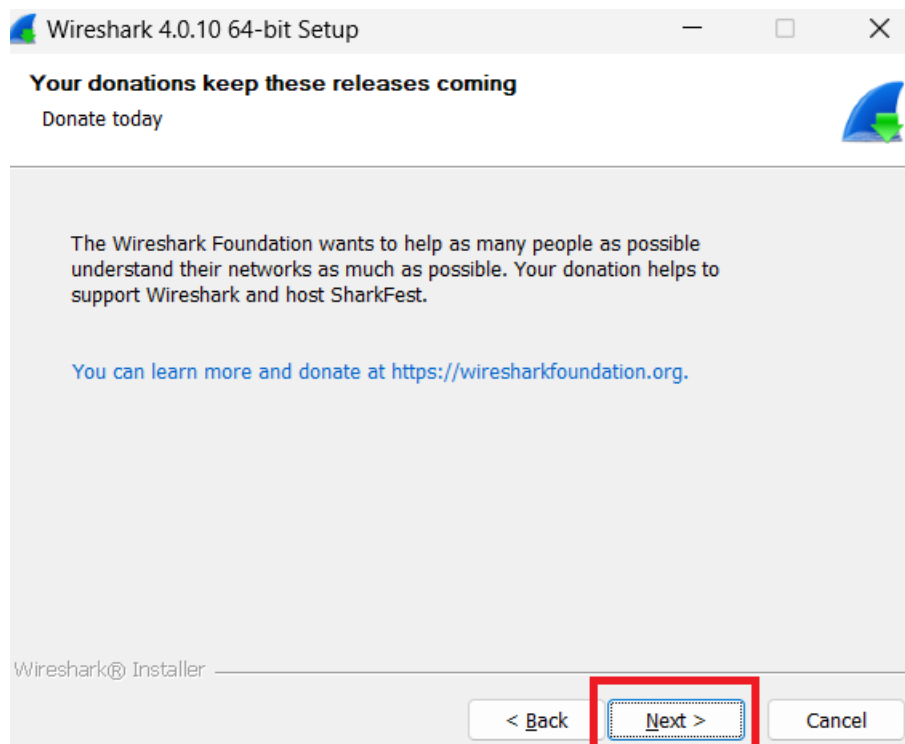 Wireshark 4.0.10 64-bit Setup
Your donations keep these releases coming
Donate today
The Wireshark Foundation wants to help as many people as possible
understand their networks as much as possible. Your donation helps to
support Wireshark and host SharkFest.
You can learn more and donate at https://wiresharkfoundation.org.
Wireshark® Installer
< Back Next > Cancel